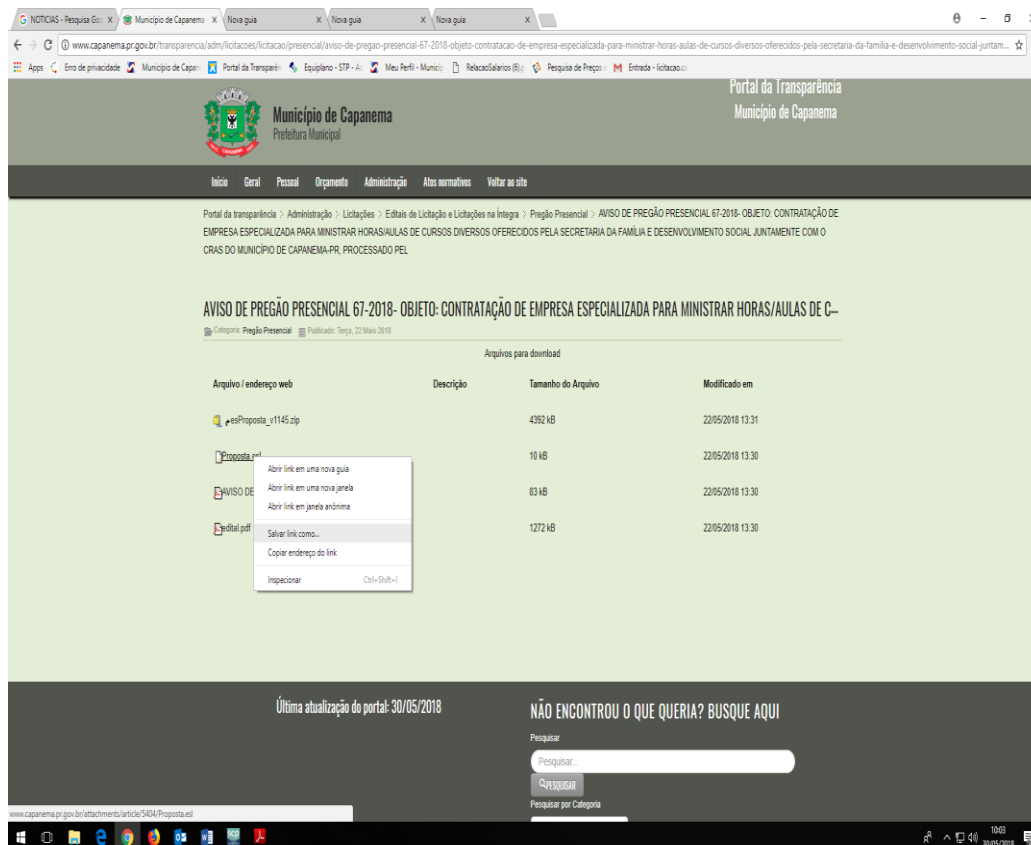 NOTICIAS - Pesquisa Goo
Município de Capanema
Nova guia
Nova guia
Nova guia
www.capanema.pr.gov.br/transparencia/adm/licitacoes/licitacao/presencial/aviso-de-pregao-presencial-67-2018-objeto-contratacao-de-empresa-especializada-para-ministrar-horas-aulas-de-cursos-diversos-oferecidos-pela-secretaria-da-familia-e-desenvolvimento-social-juntam...
Apps Erro de privacidade Município de Capan Portal da Transparên Equiplano - STP - Ac Meu Perfil - Municíp RelacaoSalarios (6).p Pesquisa de Preços Entrada - licitacao.c
Portal da Transparência
Município de Capanema
Município de Capanema
Prefeitura Municipal
CAPANEMA
Início Geral Pessoal Orçamento Administração Atos normativos Voltar ao site
Portal da transparência > Administração > Licitações > Editais de Licitação e Licitações na Íntegra > Pregão Presencial > AVISO DE PREGÃO PRESENCIAL 67-2018- OBJETO: CONTRATAÇÃO DE
EMPRESA ESPECIALIZADA PARA MINISTRAR HORAS/AULAS DE CURSOS DIVERSOS OFERECIDOS PELA SECRETARIA DA FAMÍLIA E DESENVOLVIMENTO SOCIAL JUNTAMENTE COM O
CRAS DO MUNICÍPIO DE CAPANEMA-PR, PROCESSADO PEL
AVISO DE PREGÃO PRESENCIAL 67-2018- OBJETO: CONTRATAÇÃO DE EMPRESA ESPECIALIZADA PARA MINISTRAR HORAS/AULAS DE C...
Categoria: Pregão Presencial Publicado: Terça, 22 Maio 2018
Arquivos para download
Arquivo / endereço web Descrição Tamanho do Arquivo Modificado em
esProposta_v1145.zip 4392 kB 22/05/2018 13:31
Proposta.esl 10 kB 22/05/2018 13:30
AVISO DE 83 kB 22/05/2018 13:30
edital.pdf 1272 kB 22/05/2018 13:30
Abrir link em uma nova guia
Abrir link em uma nova janela
Abrir link em janela anônima
Salvar link como...
Copiar endereço do link
Inspecionar Ctrl+Shift+I
Última atualização do portal: 30/05/2018
NÃO ENCONTROU O QUE QUERIA? BUSQUE AQUI
Pesquisar
Pesquisar...
PESQUISAR
Pesquisar por Categoria
www.capanema.pr.gov.br/attachments/article/5404/Proposta.esl
10:03
30/05/2018